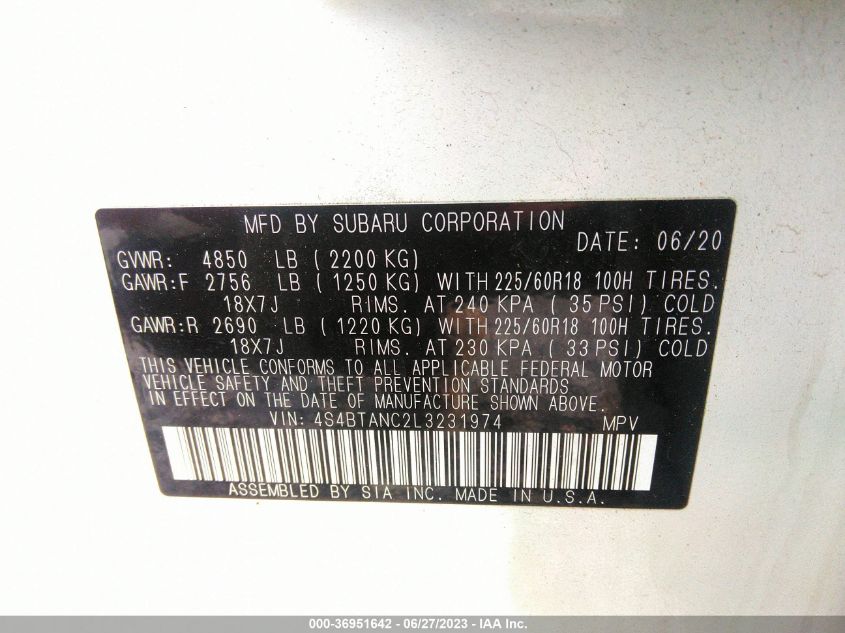 MFD BY SUBARU CORPORATION
DATE: 06/20
GVWR: 4850 LB ( 2200 KG)
GAWR:F 2756 LB ( 1250 KG) WITH 225/60R18 100H TIRES.
18X7J RIMS. AT 240 KPA ( 35 PSI) COLD
GAWR:R 2690 LB ( 1220 KG) WITH 225/60R18 100H TIRES.
18X7J RIMS. AT 230 KPA ( 33 PSI) COLD
THIS VEHICLE CONFORMS TO ALL APPLICABLE FEDERAL MOTOR
VEHICLE SAFETY AND THEFT PREVENTION STANDARDS
IN EFFECT ON THE DATE OF MANUFACTURE SHOWN ABOVE.
VIN: 4S4BTANC2L3231974 MPV
ASSEMBLED BY SIA INC. MADE IN U.S.A.
000-36951642 - 06/27/2023 - IAA Inc.